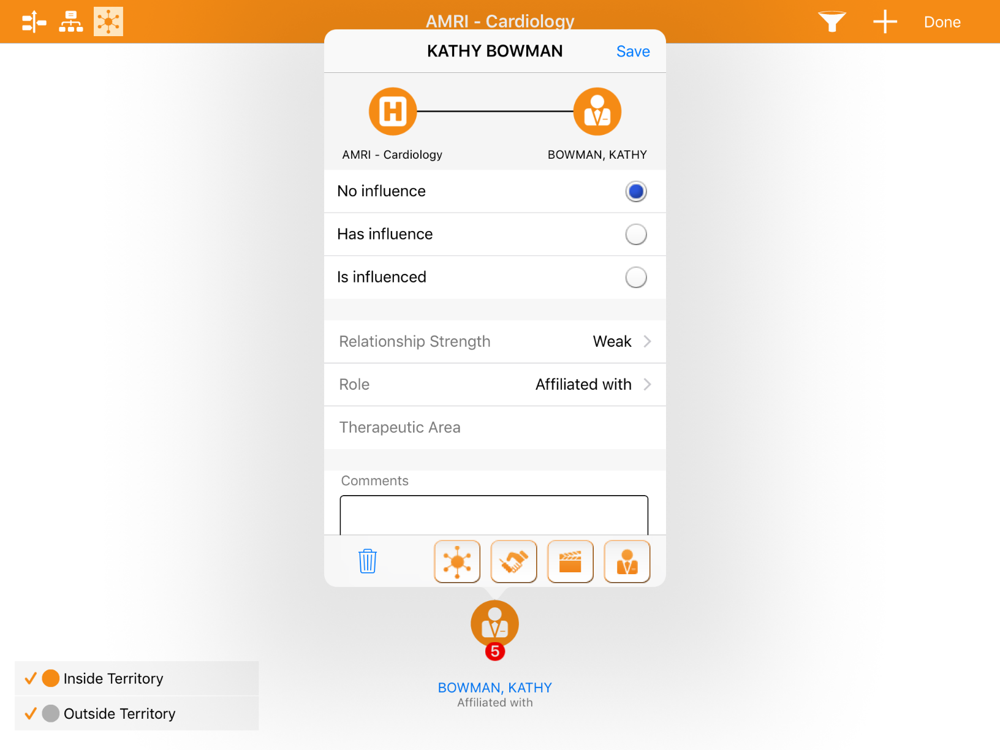 AMRI - Cardiology
Done
KATHY BOWMAN
Save
H
AMRI - Cardiology
BOWMAN, KATHY
No influence
Has influence
Is influenced
Relationship Strength
Weak
Role
Affiliated with
Therapeutic Area
Comments
5
BOWMAN, KATHY
Affiliated with
Inside Territory
Outside Territory